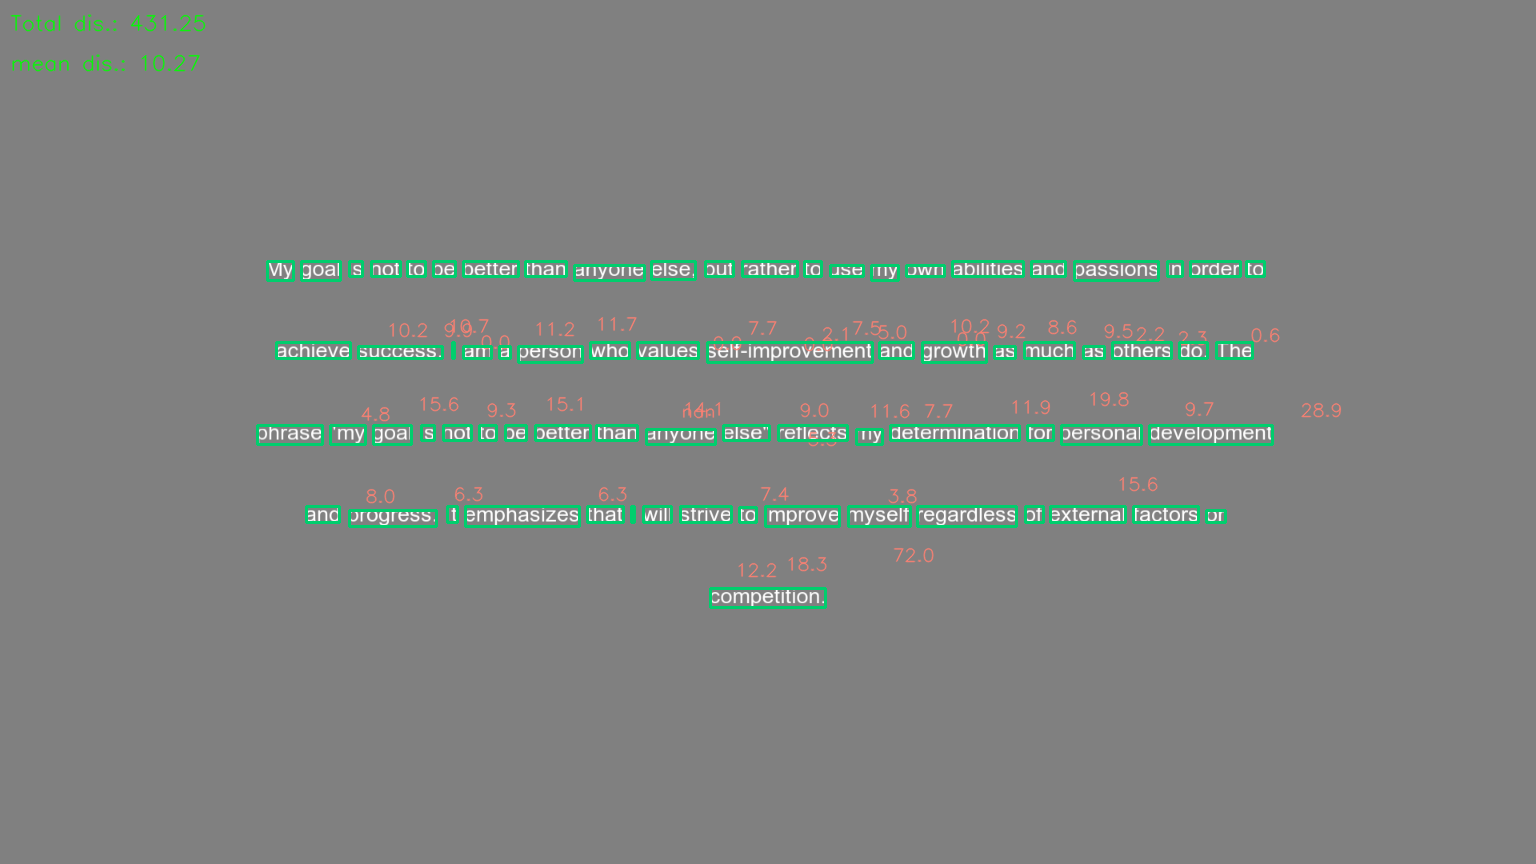 Total dis.: 431.25
mean dis.: 10.27
My goal is not to be better than anyone else, but rather to use my own abilities and passions in order to
10.2 9.9 10.7 0.0 11.2 11.7 7.7 2.1 7.5 5.0 10.2 0.0 9.2 8.6 9.5 2.2 2.3 0.6
achieve success. I am a person who values self-improvement and growth as much as others do. The
4.8 15.6 9.3 15.1 nan 14.1 9.0 11.6 7.7 11.9 19.8 9.7 28.9
phrase "my goal is not to be better than anyone else" reflects my determination for personal development
8.0 6.3 6.3 7.4 3.8 15.6
and progress. It emphasizes that I will strive to improve myself regardless of external factors or
12.2 18.3 72.0
competition.